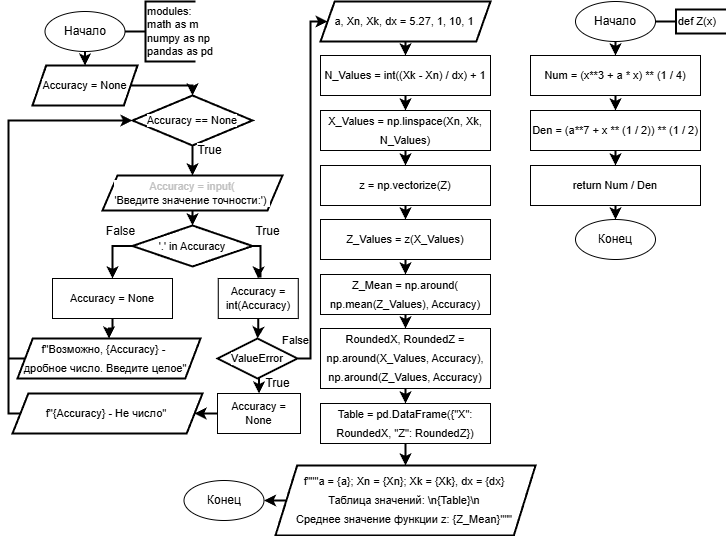 Начало
modules:
math as m
numpy as np
pandas as pd
Accuracy = None
Accuracy == None
True
Accuracy = input(
'Введите значение точности:')
False
True
'.' in Accuracy
Accuracy = None
Accuracy =
int(Accuracy)
f"Возможно, {Accuracy} -
дробное число. Введите целое"
ValueError
False
True
Accuracy =
None
f"{Accuracy} - Не число"
a, Xn, Xk, dx = 5.27, 1, 10, 1
N_Values = int((Xk - Xn) / dx) + 1
X_Values = np.linspace(Xn, Xk,
N_Values)
z = np.vectorize(Z)
Z_Values = z(X_Values)
Z_Mean = np.around(
np.mean(Z_Values), Accuracy)
RoundedX, RoundedZ =
np.around(X_Values, Accuracy),
np.around(Z_Values, Accuracy)
Table = pd.DataFrame({"X":
RoundedX, "Z": RoundedZ})
f"""a = {a}; Xn = {Xn}; Xk = {Xk}, dx = {dx}
Таблица значений: \n{Table}\n
Среднее значение функции z: {Z_Mean}"""
Конец
Начало
def Z(x)
Num = (x**3 + a * x) ** (1 / 4)
Den = (a**7 + x ** (1 / 2)) ** (1 / 2)
return Num / Den
Конец